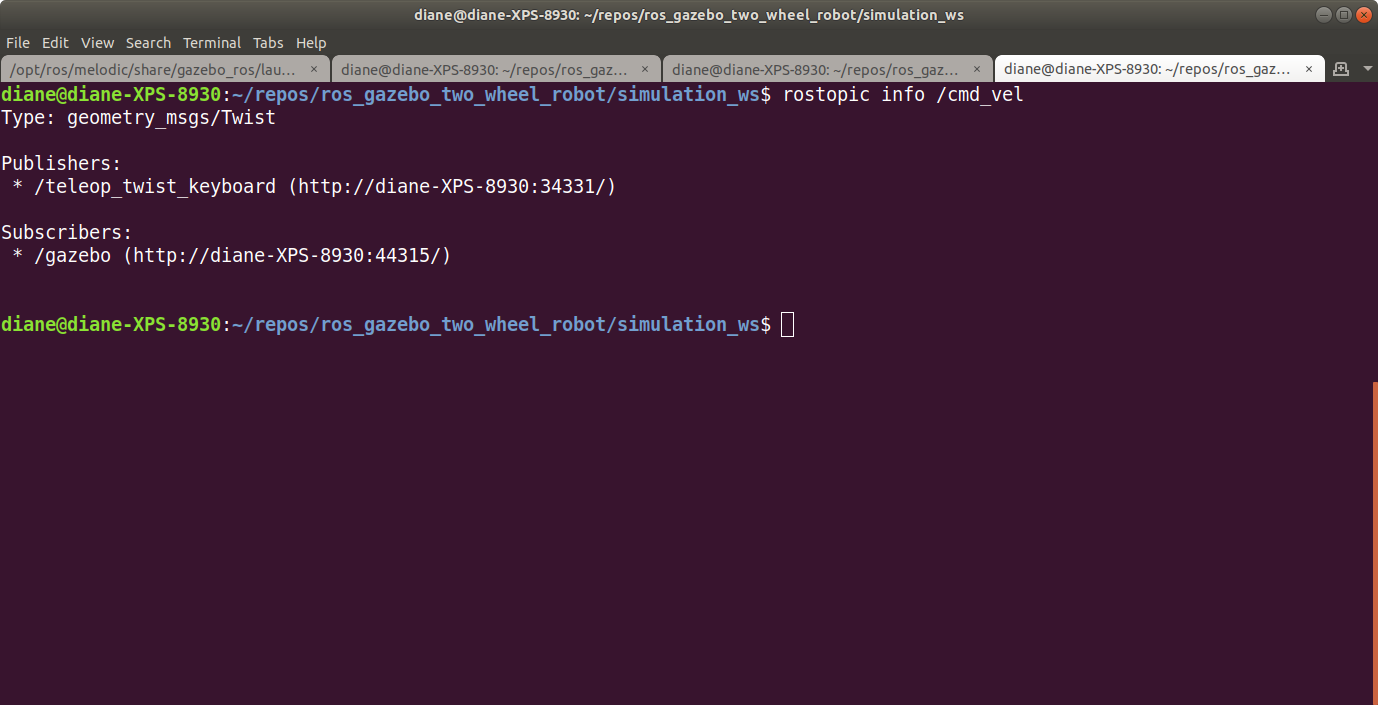 diane@diane-XPS-8930: ~/repos/ros_gazebo_two_wheel_robot/simulation_ws
File Edit View Search Terminal Tabs Help
/opt/ros/melodic/share/gazebo_ros/lau... × diane@diane-XPS-8930: ~/repos/ros_gaz... × diane@diane-XPS-8930: ~/repos/ros_gaz... × diane@diane-XPS-8930: ~/repos/ros_gaz... ×
diane@diane-XPS-8930:~/repos/ros_gazebo_two_wheel_robot/simulation_ws$ rostopic info /cmd_vel
Type: geometry_msgs/Twist
Publishers:
 * /teleop_twist_keyboard (http://diane-XPS-8930:34331/)
Subscribers:
 * /gazebo (http://diane-XPS-8930:44315/)
diane@diane-XPS-8930:~/repos/ros_gazebo_two_wheel_robot/simulation_ws$